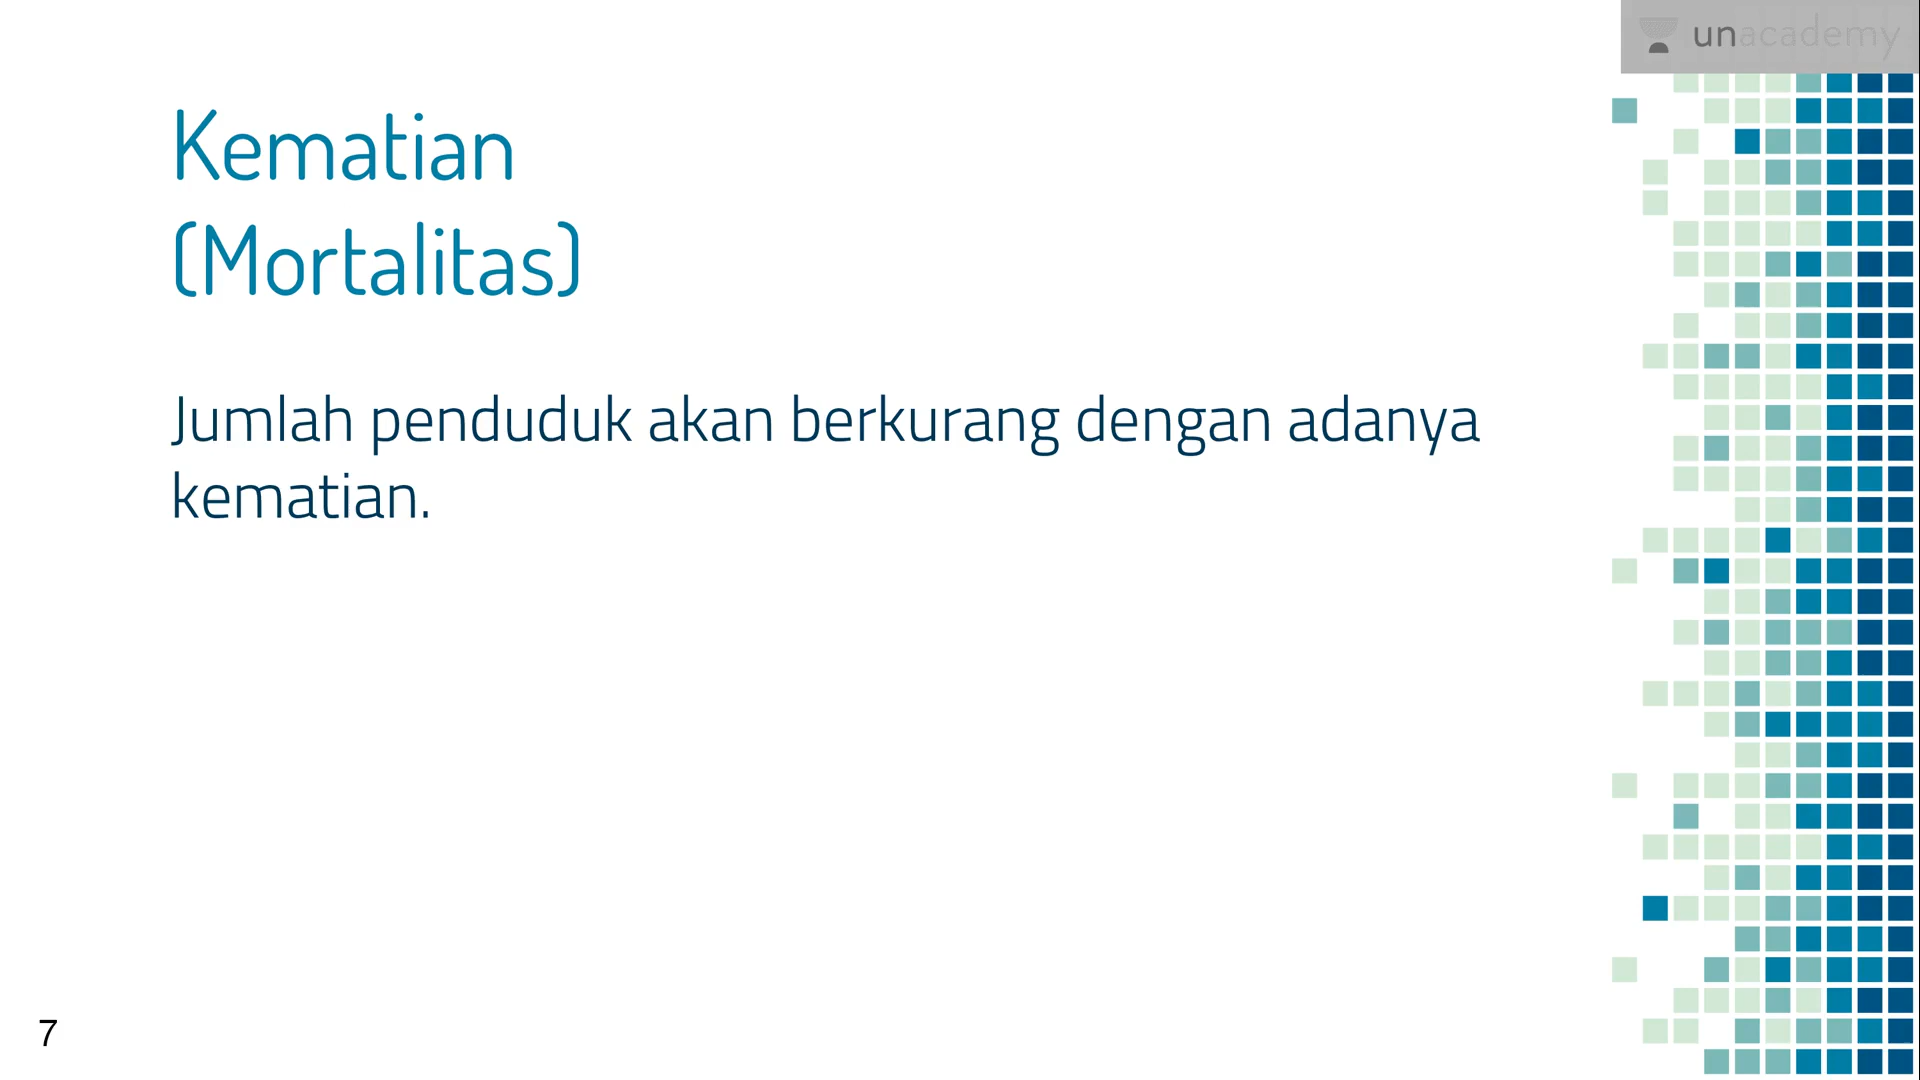 unacademy
Kematian
(Mortalitas)
Jumlah penduduk akan berkurang dengan adanya
kematian.
7